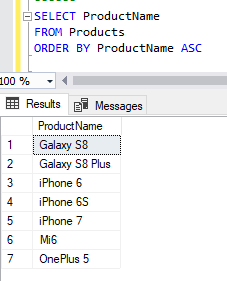 SELECT ProductName
FROM Products
ORDER BY ProductName ASC
100 %
Results Messages
ProductName
1 Galaxy S8
2 Galaxy S8 Plus
3 iPhone 6
4 iPhone 6S
5 iPhone 7
6 Mi6
7 OnePlus 5